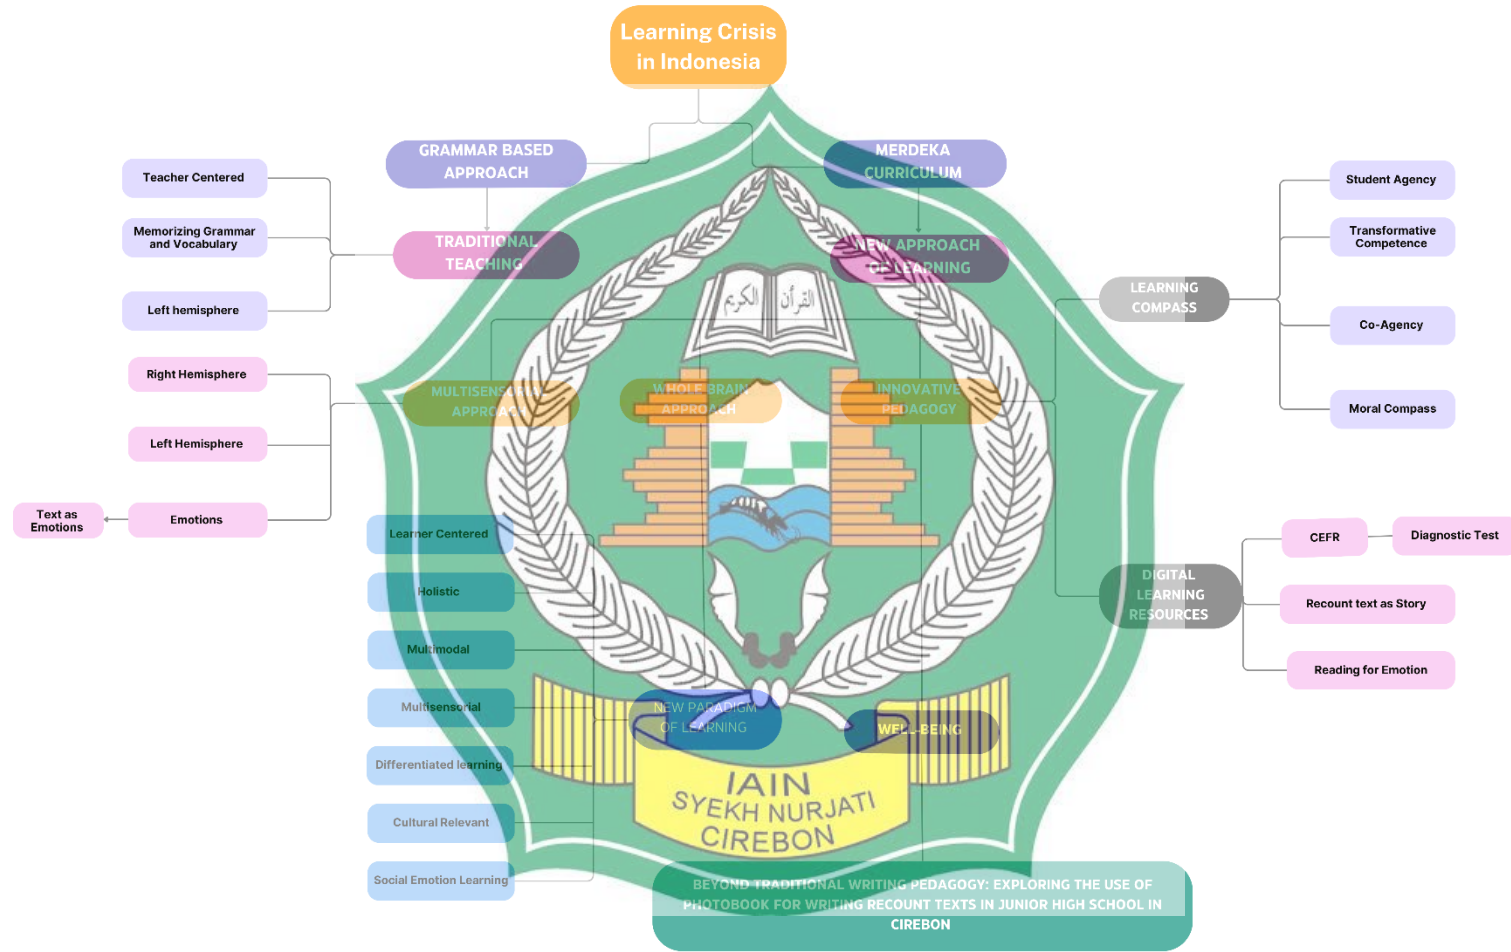 Learning Crisis
in Indonesia
GRAMMAR BASED
APPROACH
MERDEKA
CURRICULUM
Teacher Centered
Memorizing Grammar
and Vocabulary
Left hemisphere
TRADITIONAL
TEACHING
NEW APPROACH
OF LEARNING
LEARNING
COMPASS
Student Agency
Transformative
Competence
Co-Agency
Moral Compass
القرآن
الكريم
Right Hemisphere
Left Hemisphere
Emotions
Text as
Emotions
MULTISENSORIAL
APPROACH
WHOLE BRAIN
APPROACH
INNOVATIVE
PEDAGOGY
DIGITAL
LEARNING
RESOURCES
CEFR
Diagnostic Test
Recount text as Story
Reading for Emotion
Learner Centered
Holistic
Multimodal
Multisensorial
Differentiated learning
Cultural Relevant
Social Emotion Learning
NEW PARADIGM
OF LEARNING
WELL-BEING
IAIN
SYEKH NURJATI
CIREBON
BEYOND TRADITIONAL WRITING PEDAGOGY: EXPLORING THE USE OF
PHOTOBOOK FOR WRITING RECOUNT TEXTS IN JUNIOR HIGH SCHOOL IN
CIREBON